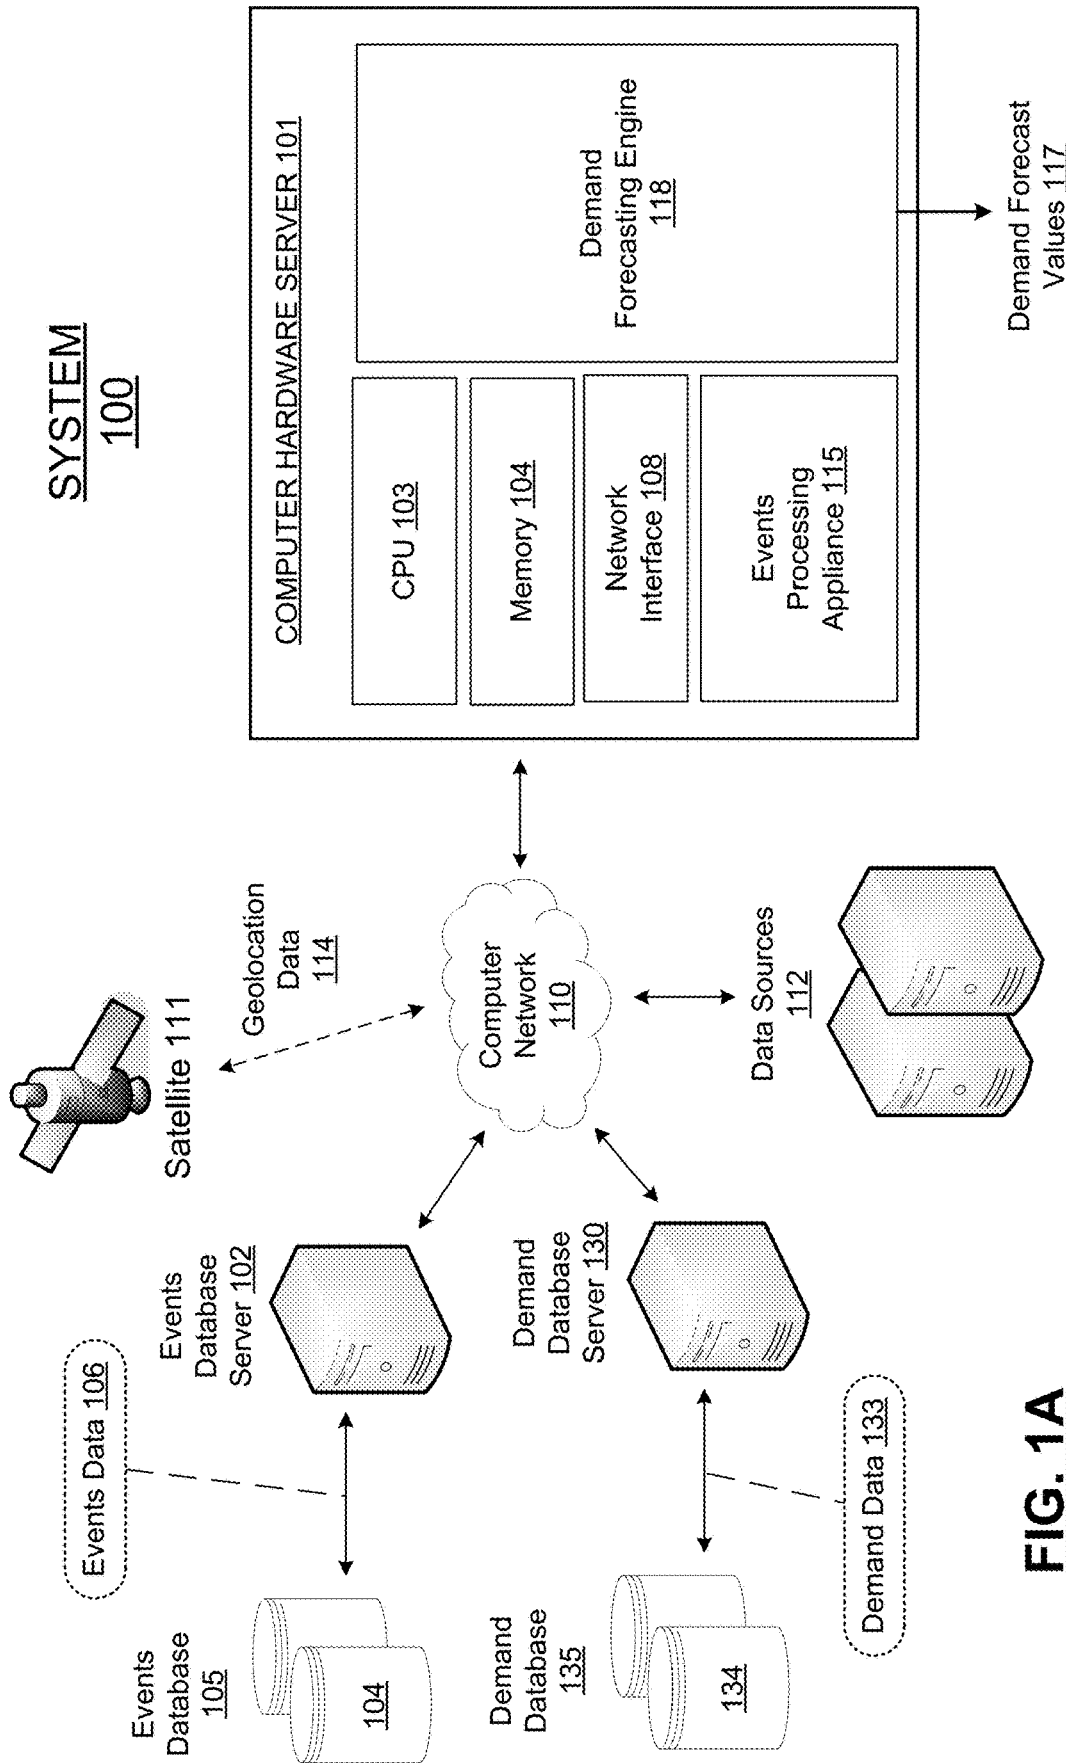 SYSTEM
100
Satellite 111
Geolocation
Data
114
Events Data 106
Events
Database
105
104
Events
Database
Server 102
Computer
Network
110
Demand
Database
135
134
Demand
Database
Server 130
Demand Data 133
Data Sources
112
COMPUTER HARDWARE SERVER 101
CPU 103
Memory 104
Network
Interface 108
Events
Processing
Appliance 115
Demand
Forecasting Engine
118
Demand Forecast
Values 117
FIG. 1A